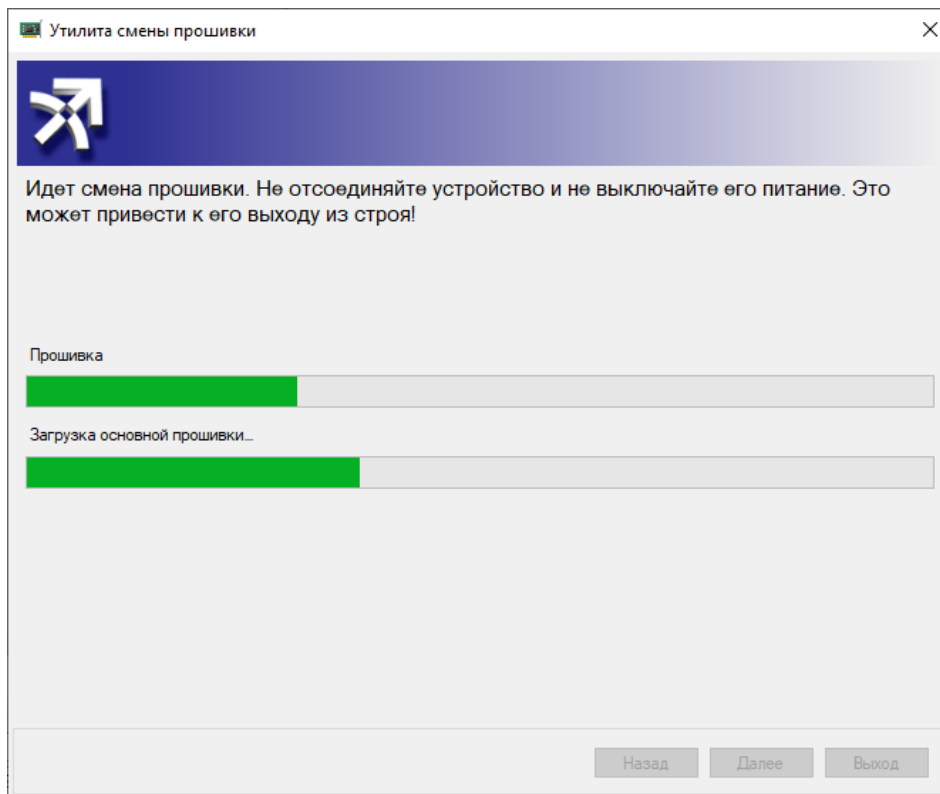 Утилита смены прошивки
Идет смена прошивки. Не отсоединяйте устройство и не выключайте его питание. Это
может привести к его выходу из строя!
Прошивка
Загрузка основной прошивки...
Назад
Далее
Выход